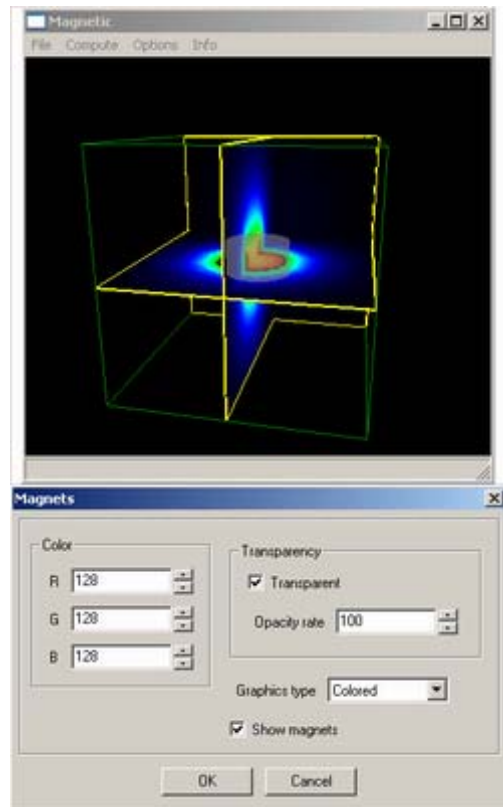 Magnetic
File Compute Options Info
Magnets
Color
R 128
G 128
B 128
Transparency
Transparent
Opacity rate 100
Graphics type Colored
Show magnets
OK Cancel